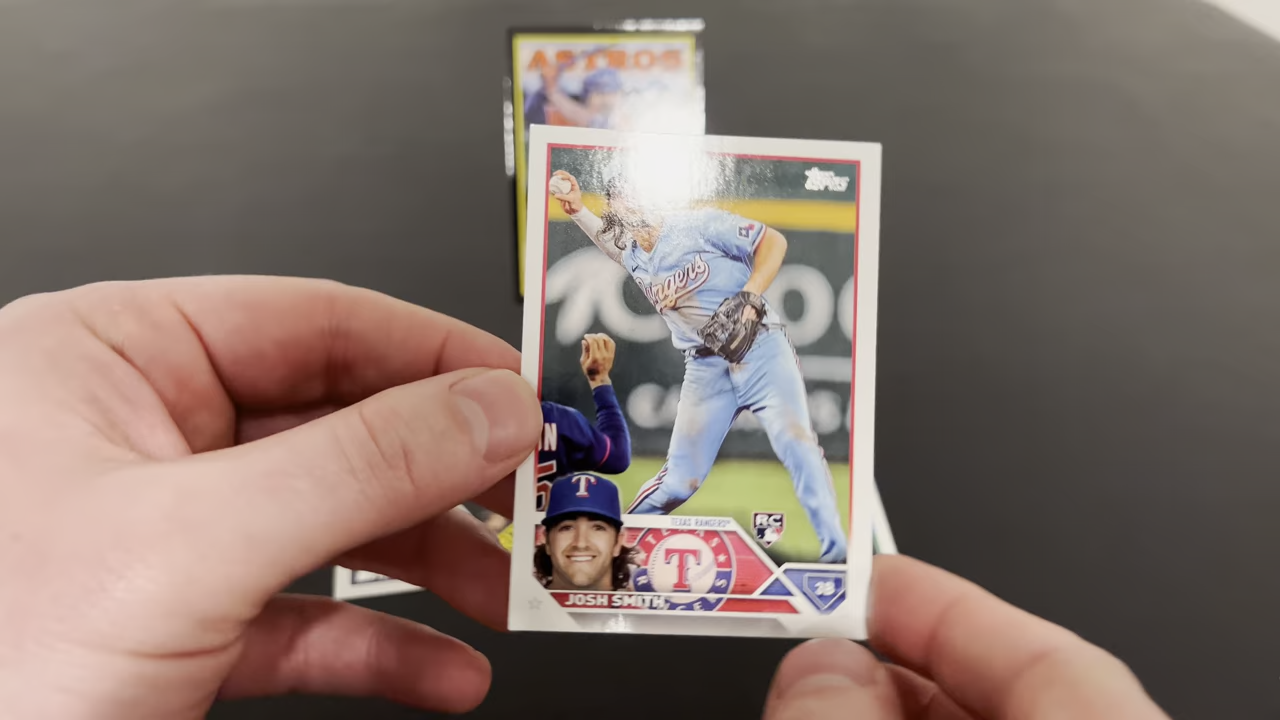 ASTROS
Topps
Rangers
N
TEXAS RANGERS
RC
T
T
JOSH SMITH